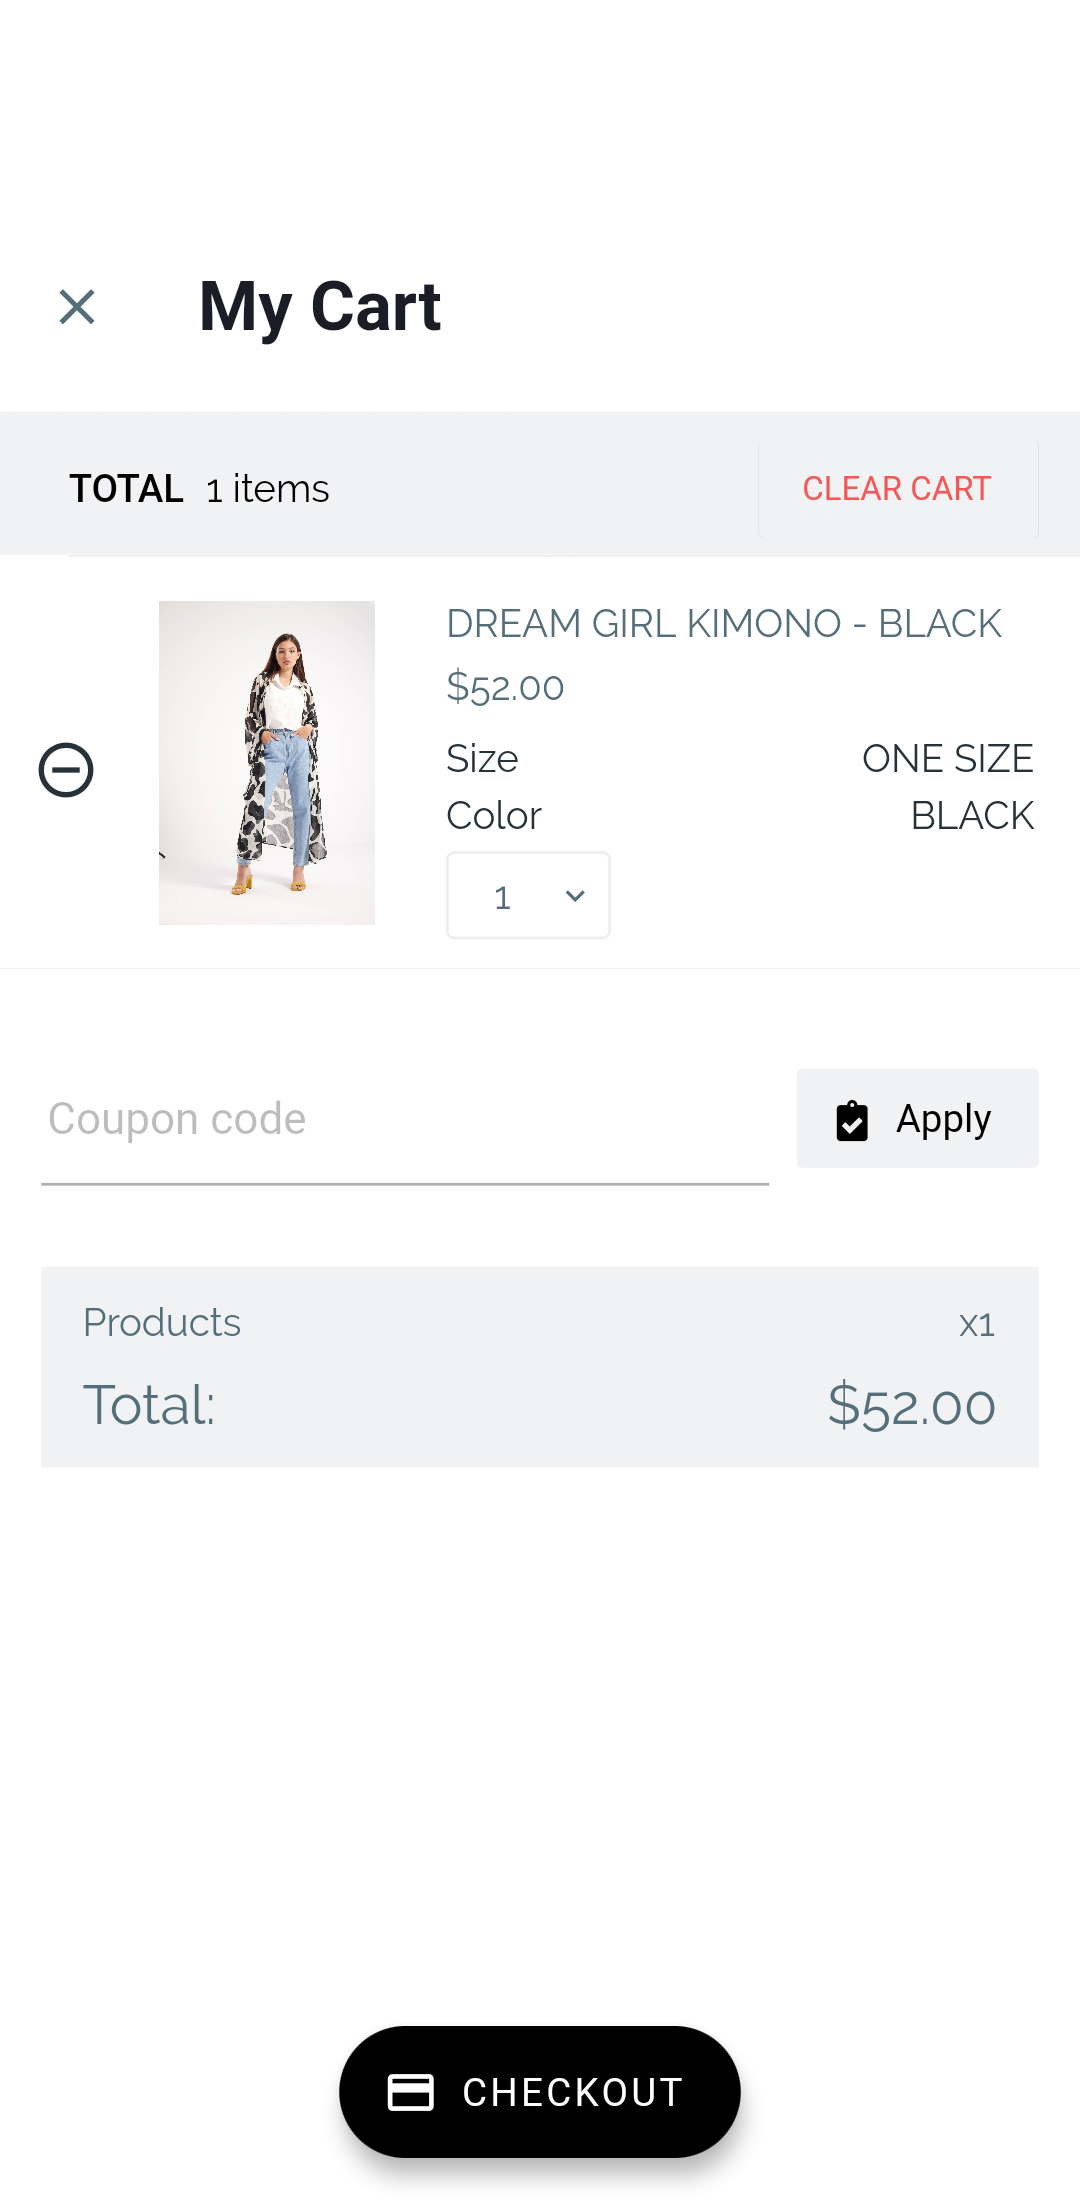 My Cart
TOTAL 1 items CLEAR CART
DREAM GIRL KIMONO - BLACK
$52.00
Size ONE SIZE
Color BLACK
1
Coupon code Apply
Products x1
Total: $52.00
CHECKOUT